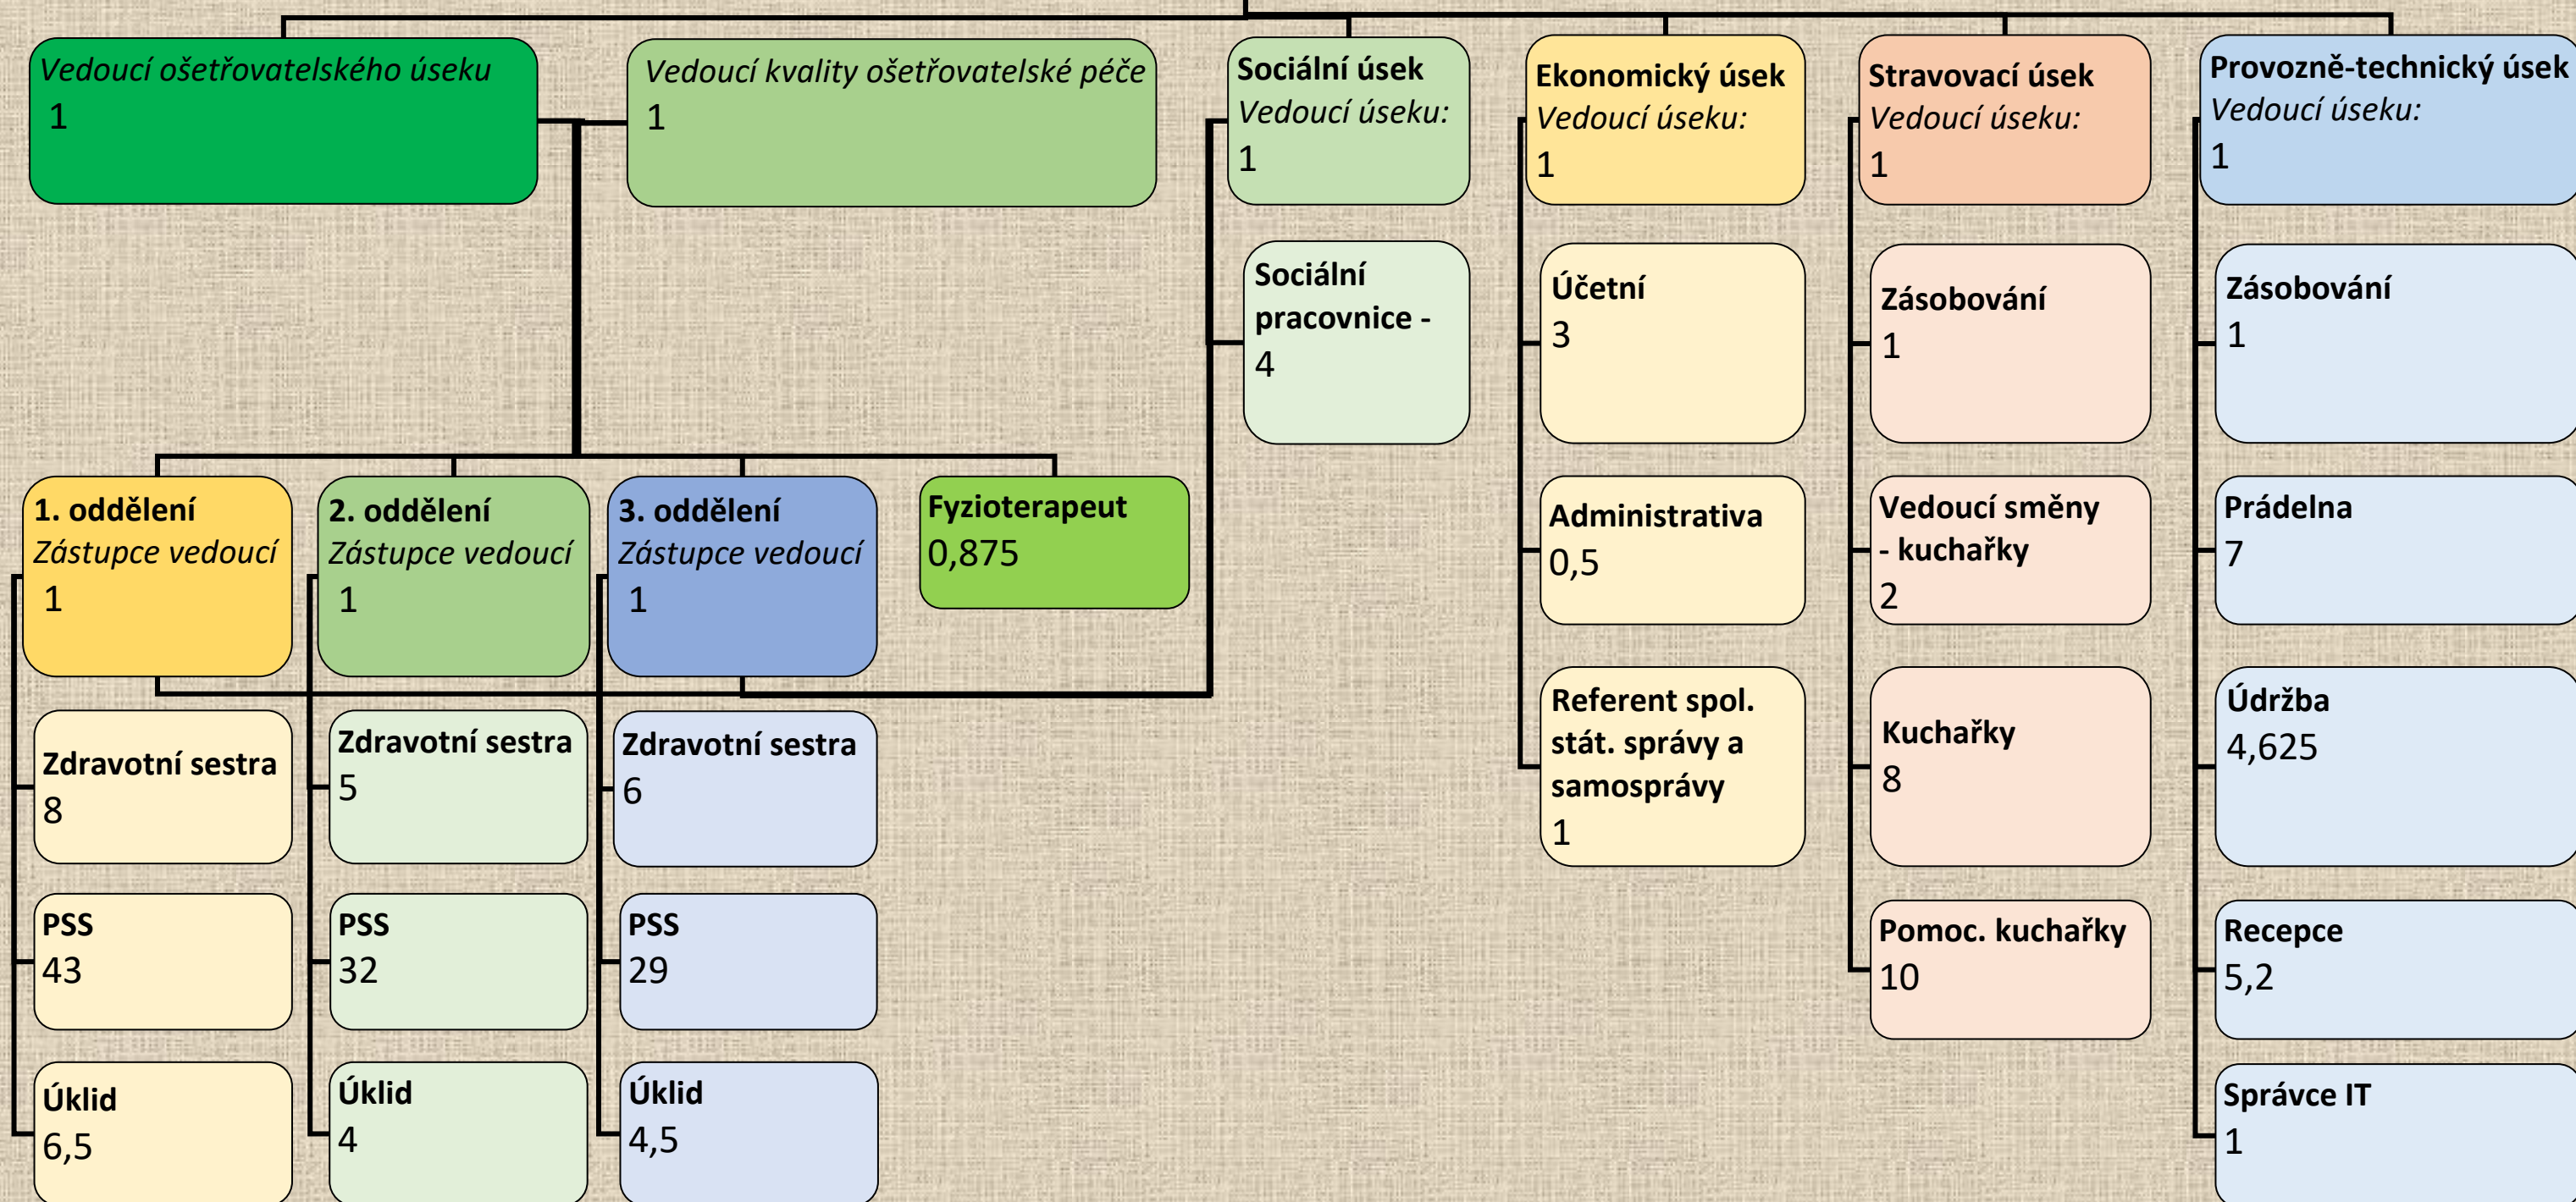 Vedoucí ošetřovatelského úseku
1
Vedoucí kvality ošetřovatelské péče
1
Sociální úsek
Vedoucí úseku:
1
Ekonomický úsek
Vedoucí úseku:
1
Stravovací úsek
Vedoucí úseku:
1
Provozně-technický úsek
Vedoucí úseku:
1
Sociální
pracovnice -
4
Účetní
3
Zásobování
1
Zásobování
1
1. oddělení
Zástupce vedoucí
1
2. oddělení
Zástupce vedoucí
1
3. oddělení
Zástupce vedoucí
1
Fyzioterapeut
0,875
Administrativa
0,5
Vedoucí směny
- kuchařky
2
Prádelna
7
Referent spol.
stát. správy a
samosprávy
1
Kuchařky
8
Údržba
4,625
Zdravotní sestra
8
Zdravotní sestra
5
Zdravotní sestra
6
PSS
43
PSS
32
PSS
29
Pomoc. kuchařky
10
Recepce
5,2
Úklid
6,5
Úklid
4
Úklid
4,5
Správce IT
1